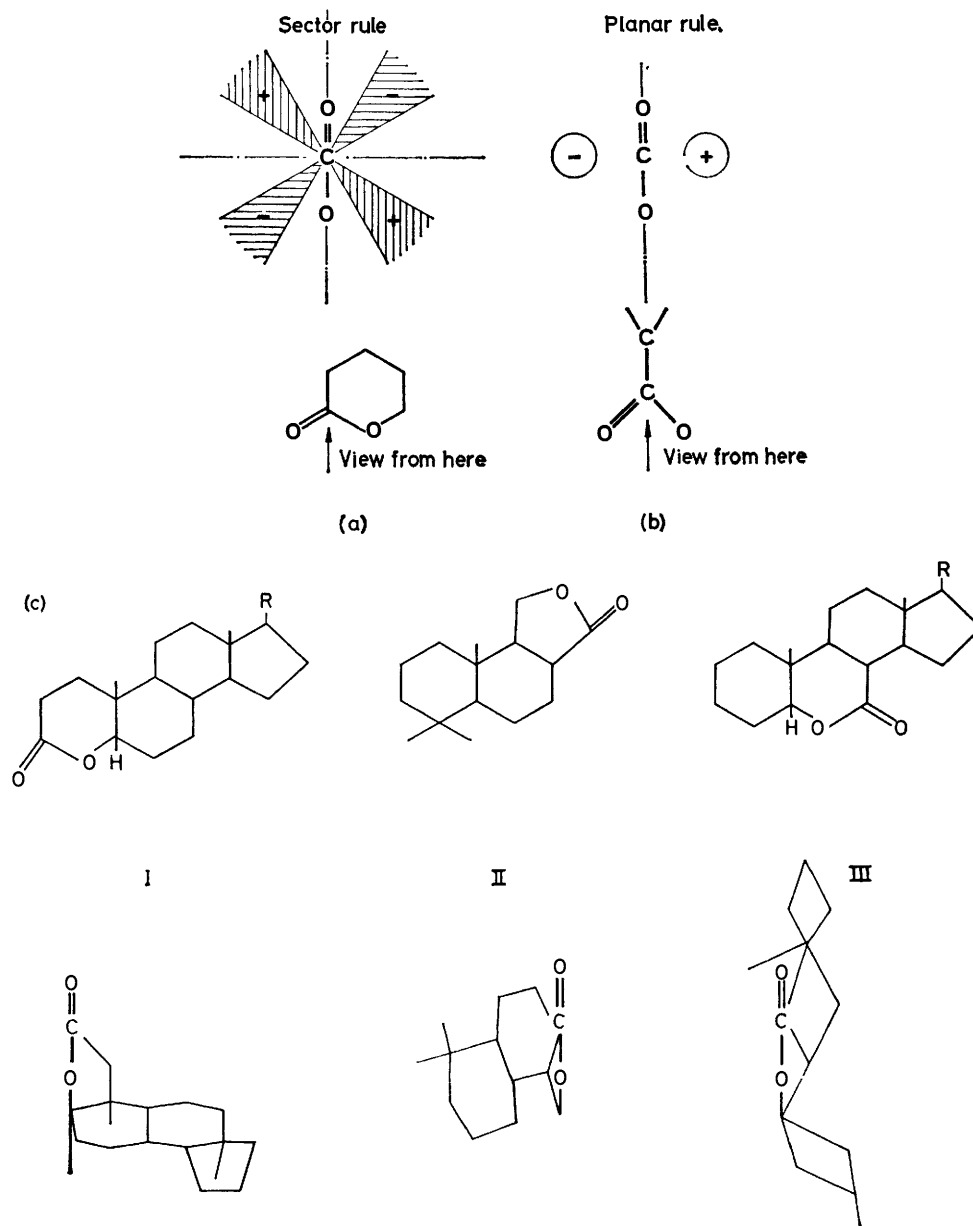 Sector rule
Planar rule.
O
O
+
-
C
-
C
+
O
O
-
+
C
C
O
O
O
O
View from here
View from here
(a)
(b)
(c)
R
O
O
R
O
O
H
O
H
O
O
I
II
III
O
O
O
C
C
C
O
O
O